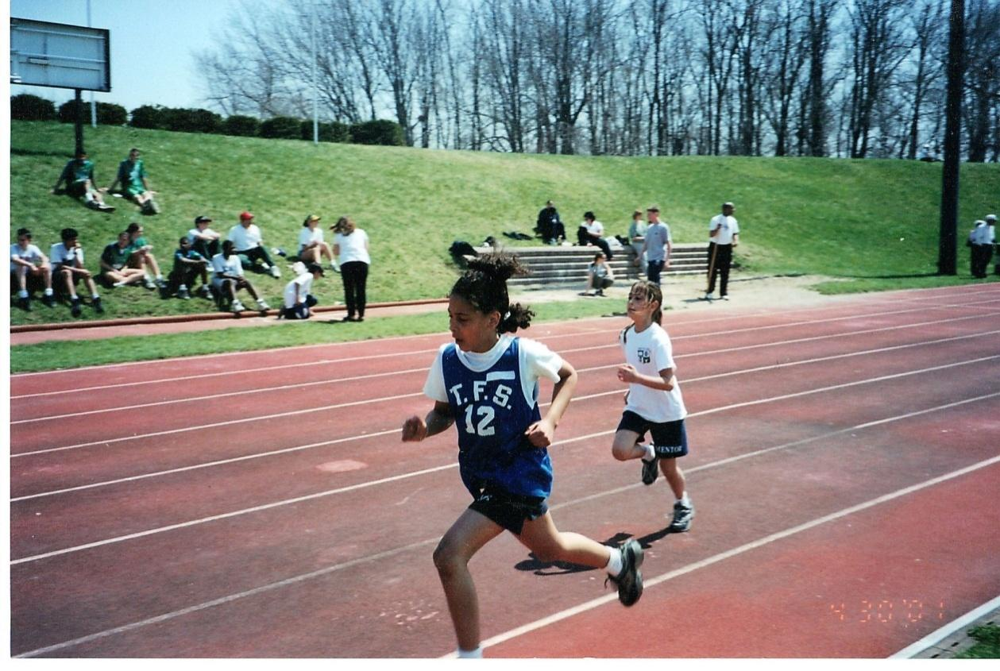 T.F.S.
12
MENTOR
4 30 '01